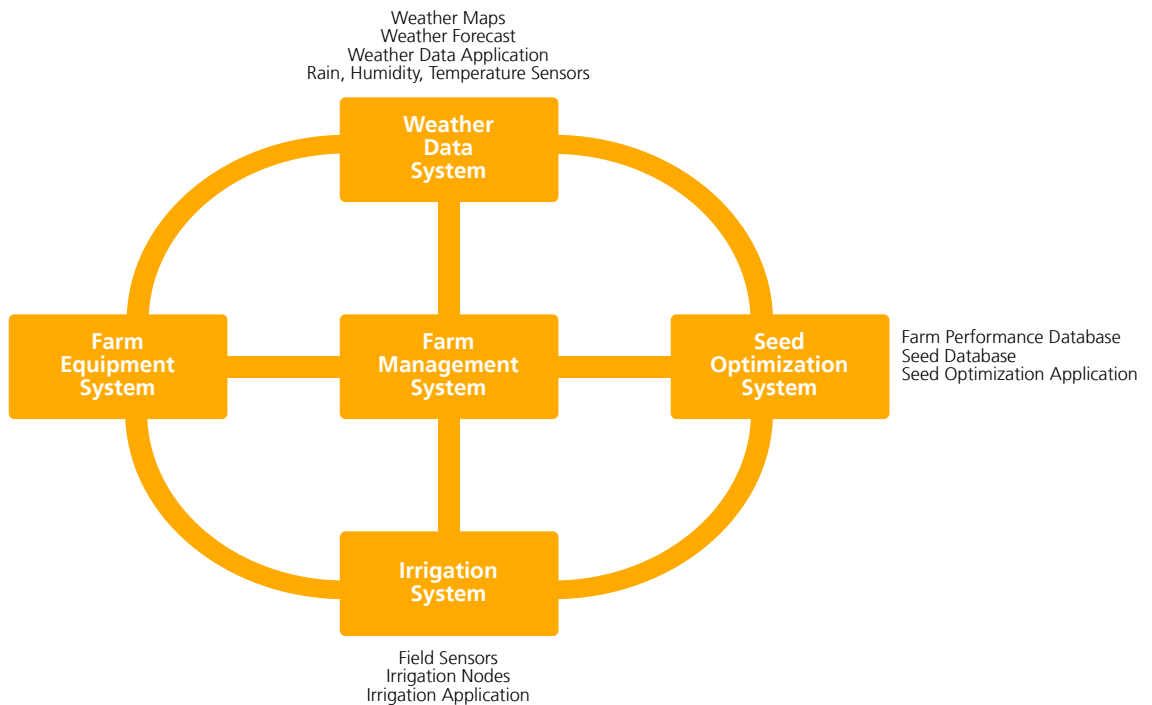 Weather Maps
Weather Forecast
Weather Data Application
Rain, Humidity, Temperature Sensors
Weather
Data
System
Farm
Equipment
System
Farm
Management
System
Seed
Optimization
System
Farm Performance Database
Seed Database
Seed Optimization Application
Irrigation
System
Field Sensors
Irrigation Nodes
Irrigation Application